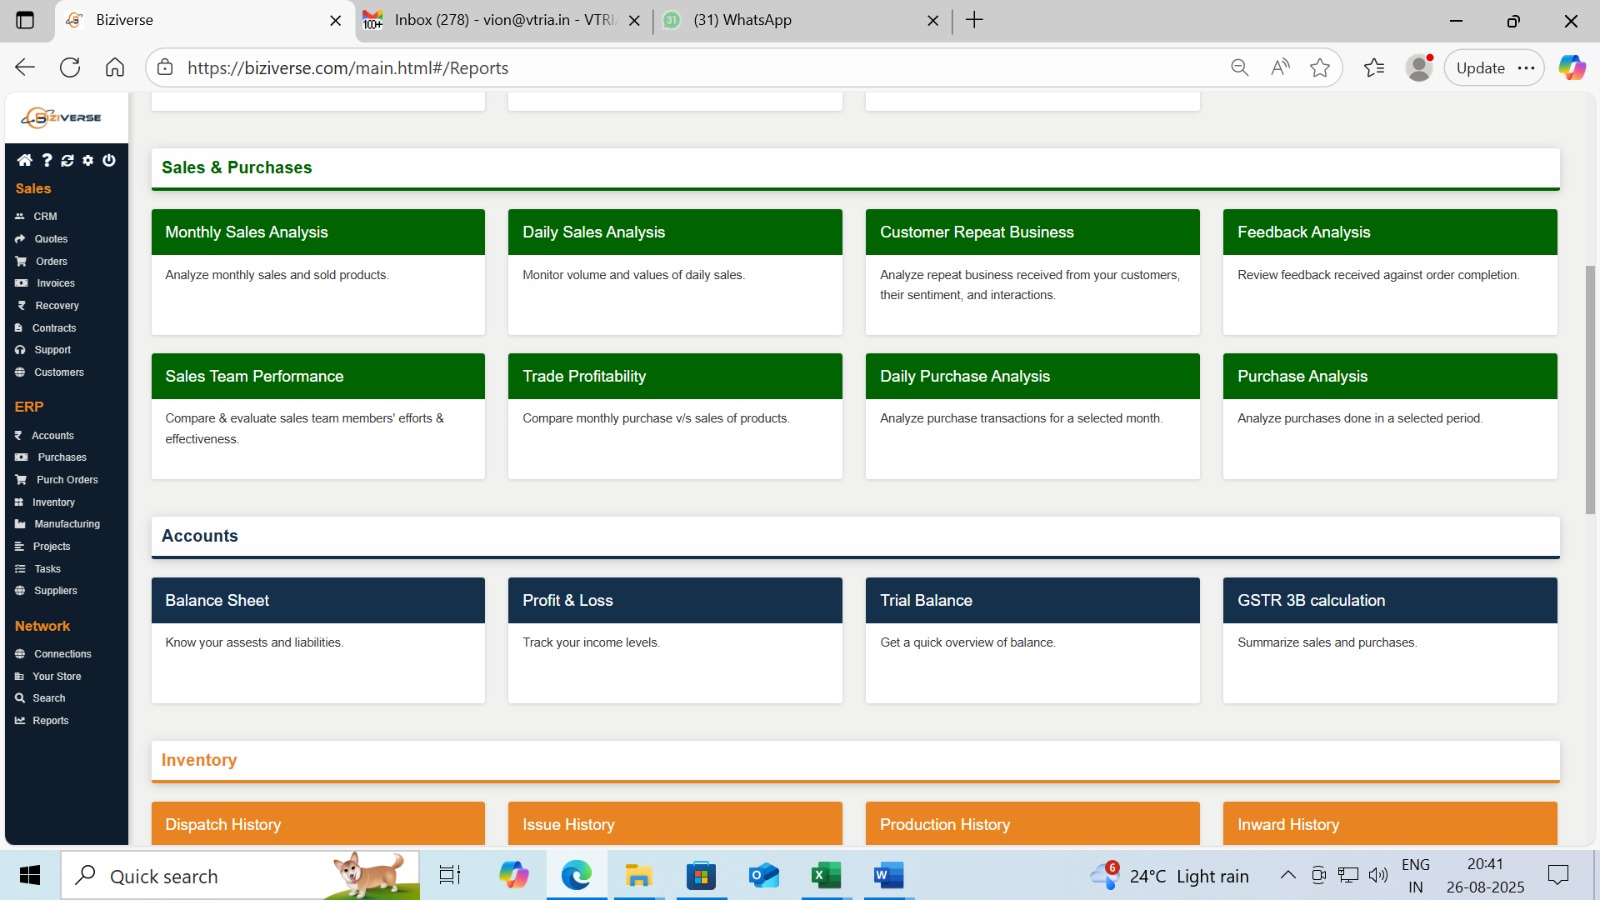 Biziverse
Inbox (278) - vion@vtria.in - VTRI
(31) WhatsApp
https://biziverse.com/main.html#/Reports
Update
BIZIVERSE
Sales
CRM
Quotes
Orders
Invoices
Recovery
Contracts
Support
Customers
ERP
Accounts
Purchases
Purch Orders
Inventory
Manufacturing
Projects
Tasks
Suppliers
Network
Connections
Your Store
Search
Reports
Sales & Purchases
Monthly Sales Analysis
Analyze monthly sales and sold products.
Daily Sales Analysis
Monitor volume and values of daily sales.
Customer Repeat Business
Analyze repeat business received from your customers,
their sentiment, and interactions.
Feedback Analysis
Review feedback received against order completion.
Sales Team Performance
Compare & evaluate sales team members' efforts &
effectiveness.
Trade Profitability
Compare monthly purchase v/s sales of products.
Daily Purchase Analysis
Analyze purchase transactions for a selected month.
Purchase Analysis
Analyze purchases done in a selected period.
Accounts
Balance Sheet
Know your assests and liabilities.
Profit & Loss
Track your income levels.
Trial Balance
Get a quick overview of balance.
GSTR 3B calculation
Summarize sales and purchases.
Inventory
Dispatch History
Issue History
Production History
Inward History
Quick search
6
24°C Light rain
ENG
IN
20:41
26-08-2025